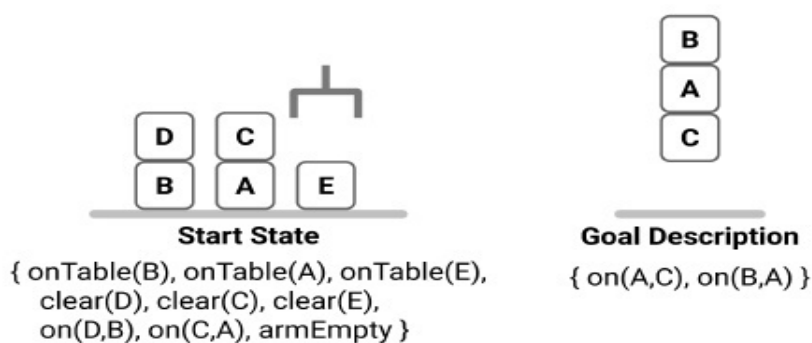 D C
B A E
Start State
{ onTable(B), onTable(A), onTable(E),
clear(D), clear(C), clear(E),
on(D,B), on(C,A), armEmpty }
B
A
C
Goal Description
{ on(A,C), on(B,A) }